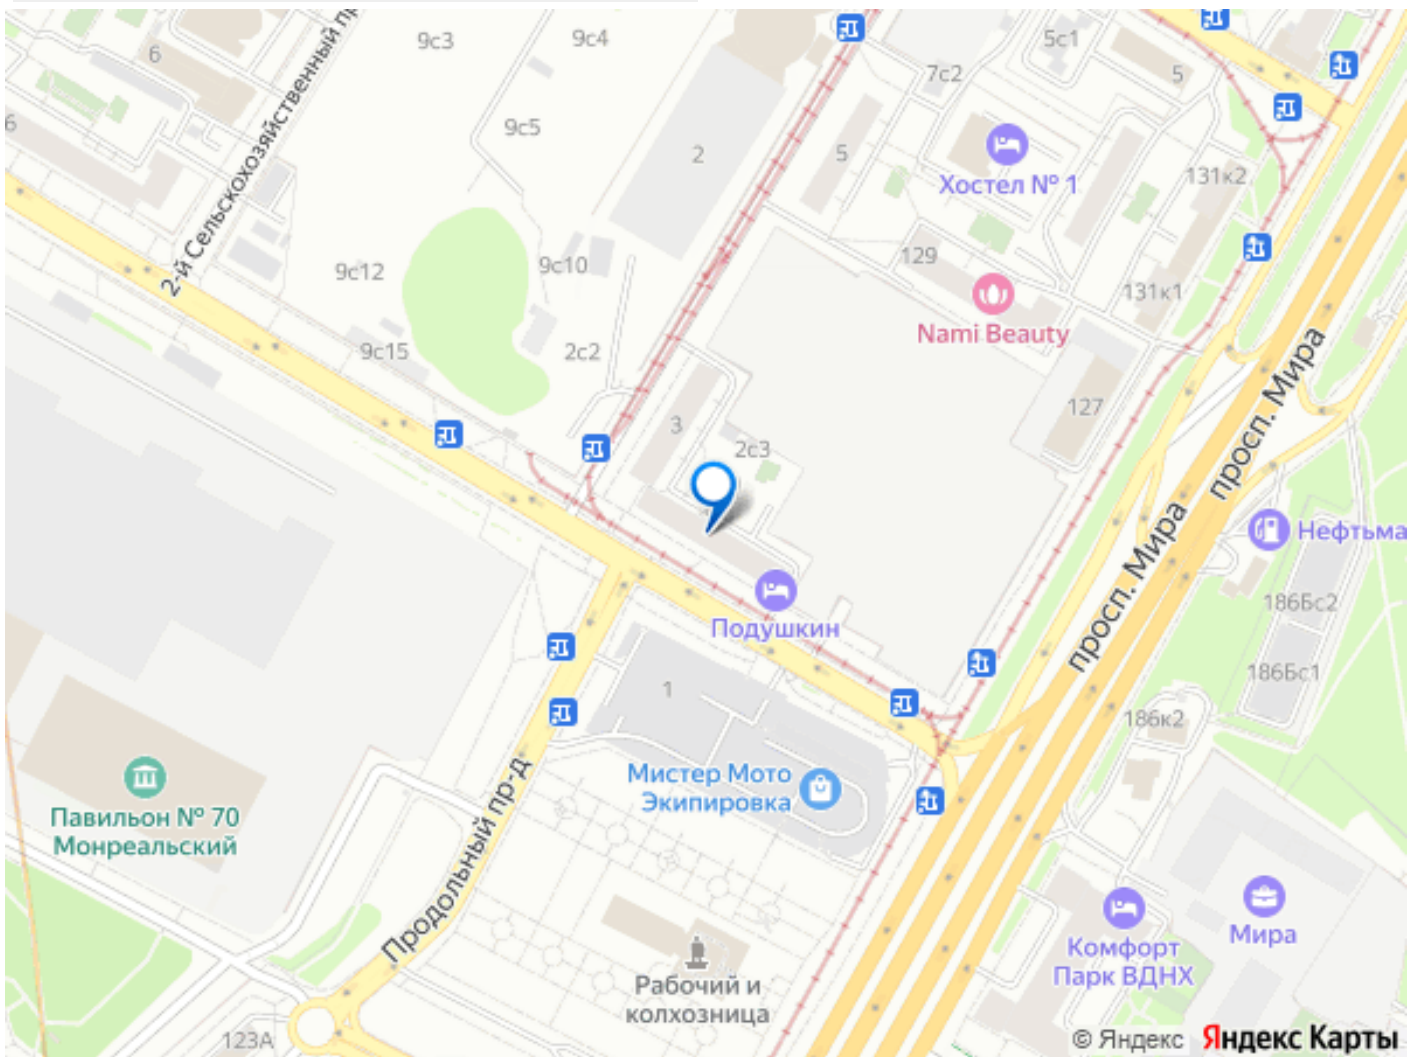 9с3
9с4
5с1
6
7с2
5
2-й Сельскохозяйственный пр
9с5
6
2
5
Хостел № 1
131к2
129
9с12
9с10
131к1
Nami Beauty
9с15
2с2
просп. Мира
127
3
2с3
просп. Мира
Нефтьма
186Бс2
Подушкин
186Бс1
1
186к2
Мистер Мото
Экипировка
Павильон № 70
Монреальский
Продольный пр-д
Мира
Комфорт
Парк ВДНХ
Рабочий и
колхозница
123А
© Яндекс Яндекс Карты